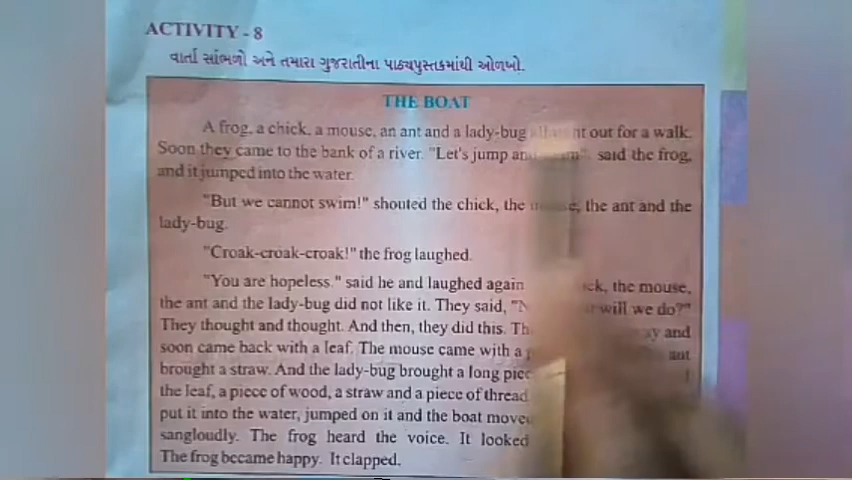 ACTIVITY - 8
વાર્તા સાંભળો અને તમારા ગુજરાતીના પાઠ્યપુસ્તકમાંથી ઓળખો.
THE BOAT
A frog, a chick, a mouse, an ant and a lady-bug out for a walk.
Soon they came to the bank of a river. "Let's jump and said the frog,
and it jumped into the water.
"But we cannot swim!" shouted the chick, the the ant and the
lady-bug.
"Croak-croak-croak!" the frog laughed.
"You are hopeless." said he and laughed again the mouse,
the ant and the lady-bug did not like it. They said, will we do?"
They thought and thought. And then, they did this. and
soon came back with a leaf. The mouse came with a ant
brought a straw. And the lady-bug brought a long
the leaf, a piece of wood, a straw and a piece of thread
put it into the water, jumped on it and the boat
sangloudly. The frog heard the voice. It looked
The frog became happy. It clapped.